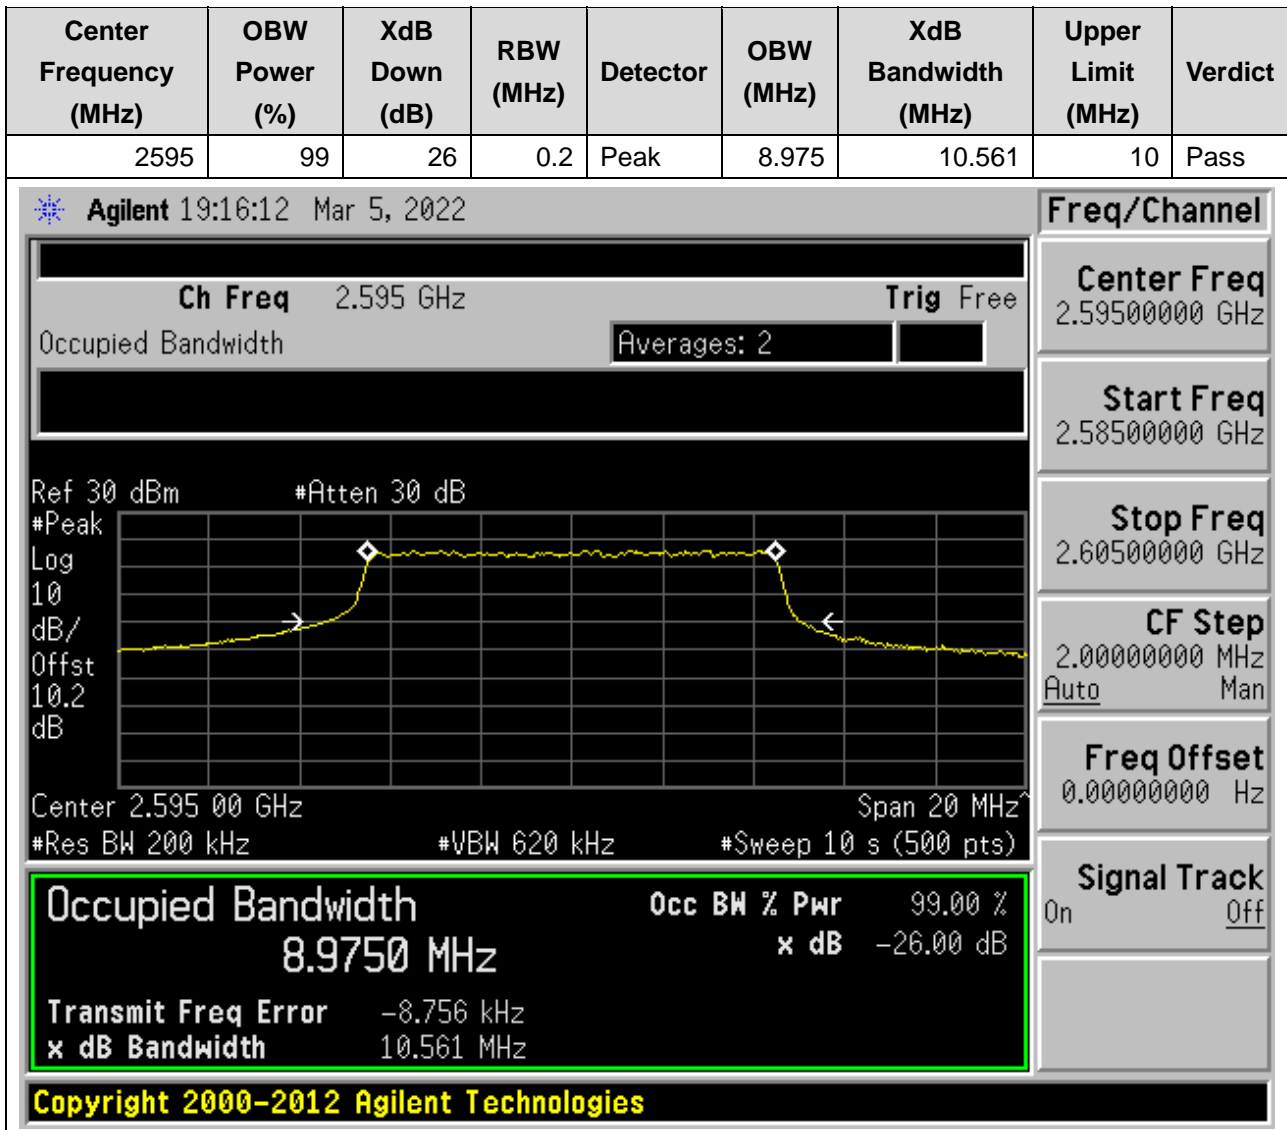 Center Frequency (MHz) OBW Power (%) XdB Down (dB) RBW (MHz) Detector OBW (MHz) XdB Bandwidth (MHz) Upper Limit (MHz) Verdict
2595 99 26 0.2 Peak 8.975 10.561 10 Pass
Agilent 19:16:12 Mar 5, 2022
Freq/Channel
Ch Freq 2.595 GHz Trig Free
Occupied Bandwidth Averages: 2
Center Freq
2.59500000 GHz
Start Freq
2.58500000 GHz
Stop Freq
2.60500000 GHz
CF Step
2.00000000 MHz
Auto Man
Freq Offset
0.00000000 Hz
Signal Track
On Off
Ref 30 dBm #Atten 30 dB
#Peak
Log
10
dB/
Offst
10.2
dB
Center 2.595 00 GHz Span 20 MHz^
#Res BW 200 kHz #VBW 620 kHz #Sweep 10 s (500 pts)
Occupied Bandwidth Occ BW % Pwr 99.00 %
8.9750 MHz x dB -26.00 dB
Transmit Freq Error -8.756 kHz
x dB Bandwidth 10.561 MHz
Copyright 2000-2012 Agilent Technologies